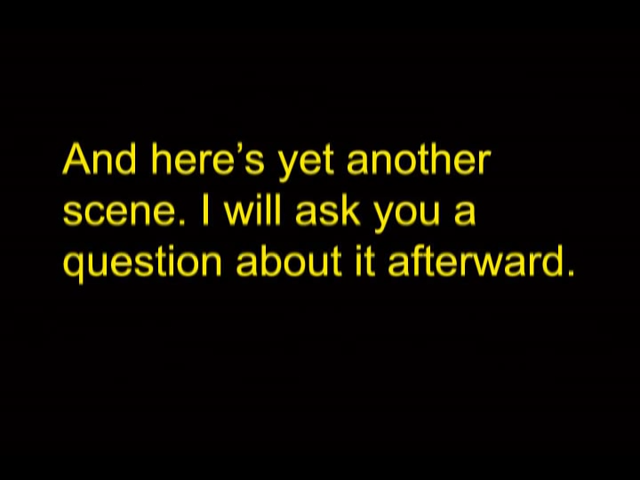 And here’s yet another
scene. I will ask you a
question about it afterward.